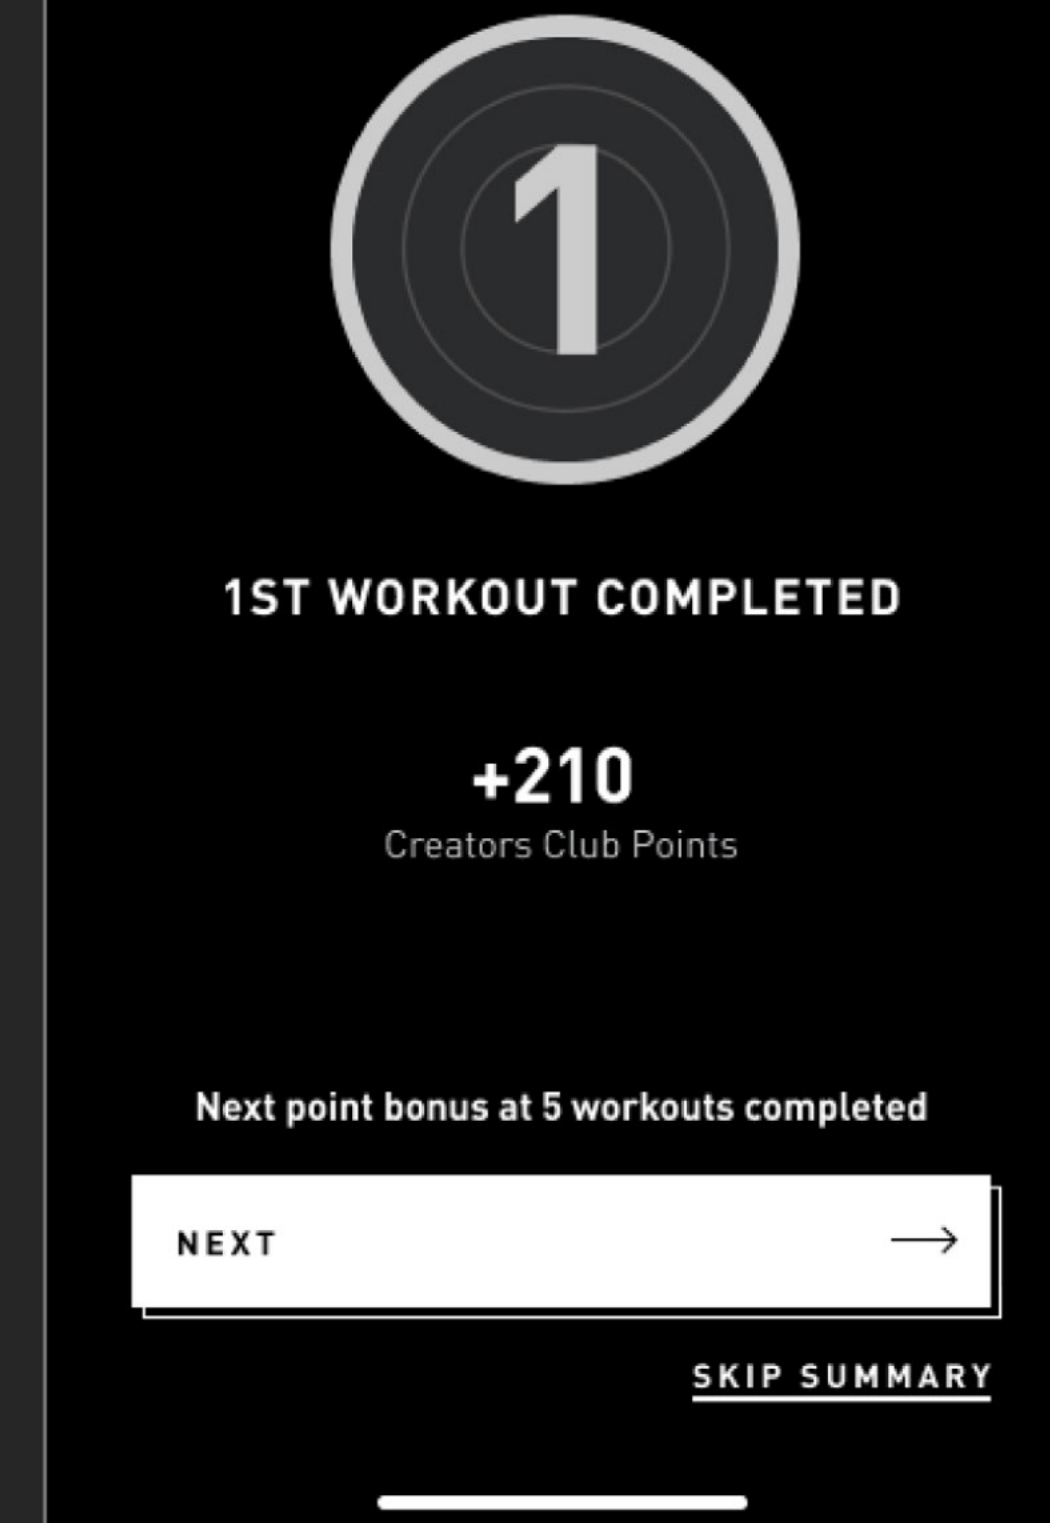 1
1ST WORKOUT COMPLETED
+210
Creators Club Points
Next point bonus at 5 workouts completed
NEXT
SKIP SUMMARY